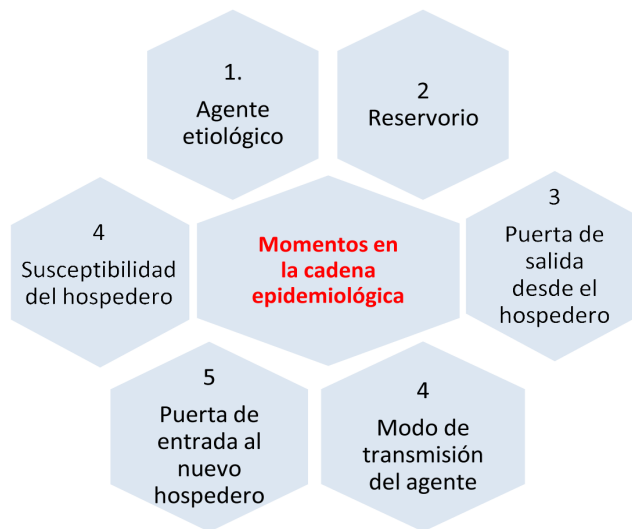 1.
Agente
etiológico
2
Reservorio
3
Puerta de
salida
desde el
hospedero
4
Modo de
transmisión
del agente
5
Puerta de
entrada al
nuevo
hospedero
4
Susceptibilidad
del hospedero
Momentos en
la cadena
epidemiológica